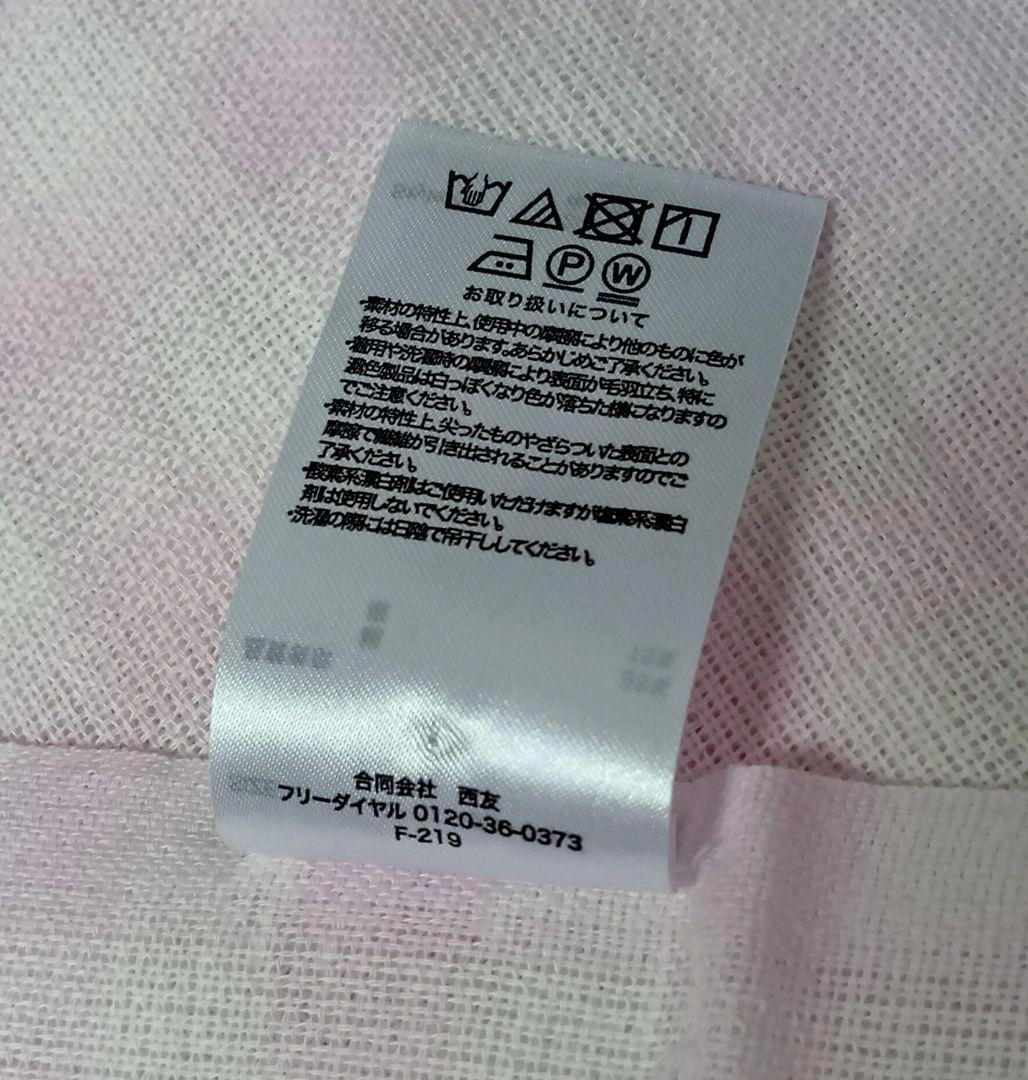 P W
お取り扱いについて
・素材の特性上、使用中の摩擦により他のものに色が
移る場合があります。あらかじめご了承ください。
・着用や洗濯時の摩擦により表面が毛羽立ち、特に
濃色製品は白っぽくなり色が落ちた様になりますの
でご注意ください。
・素材の特性上、尖ったものやざらついた表面との
摩擦で繊維が引き出されることがありますのでご
了承ください。
・酸素系漂白剤はご使用いただけますが塩素系漂白
剤は使用しないでください。
・洗濯の際には日陰で吊干ししてください。
合同会社 西友
フリーダイヤル 0120-36-0373
F-219